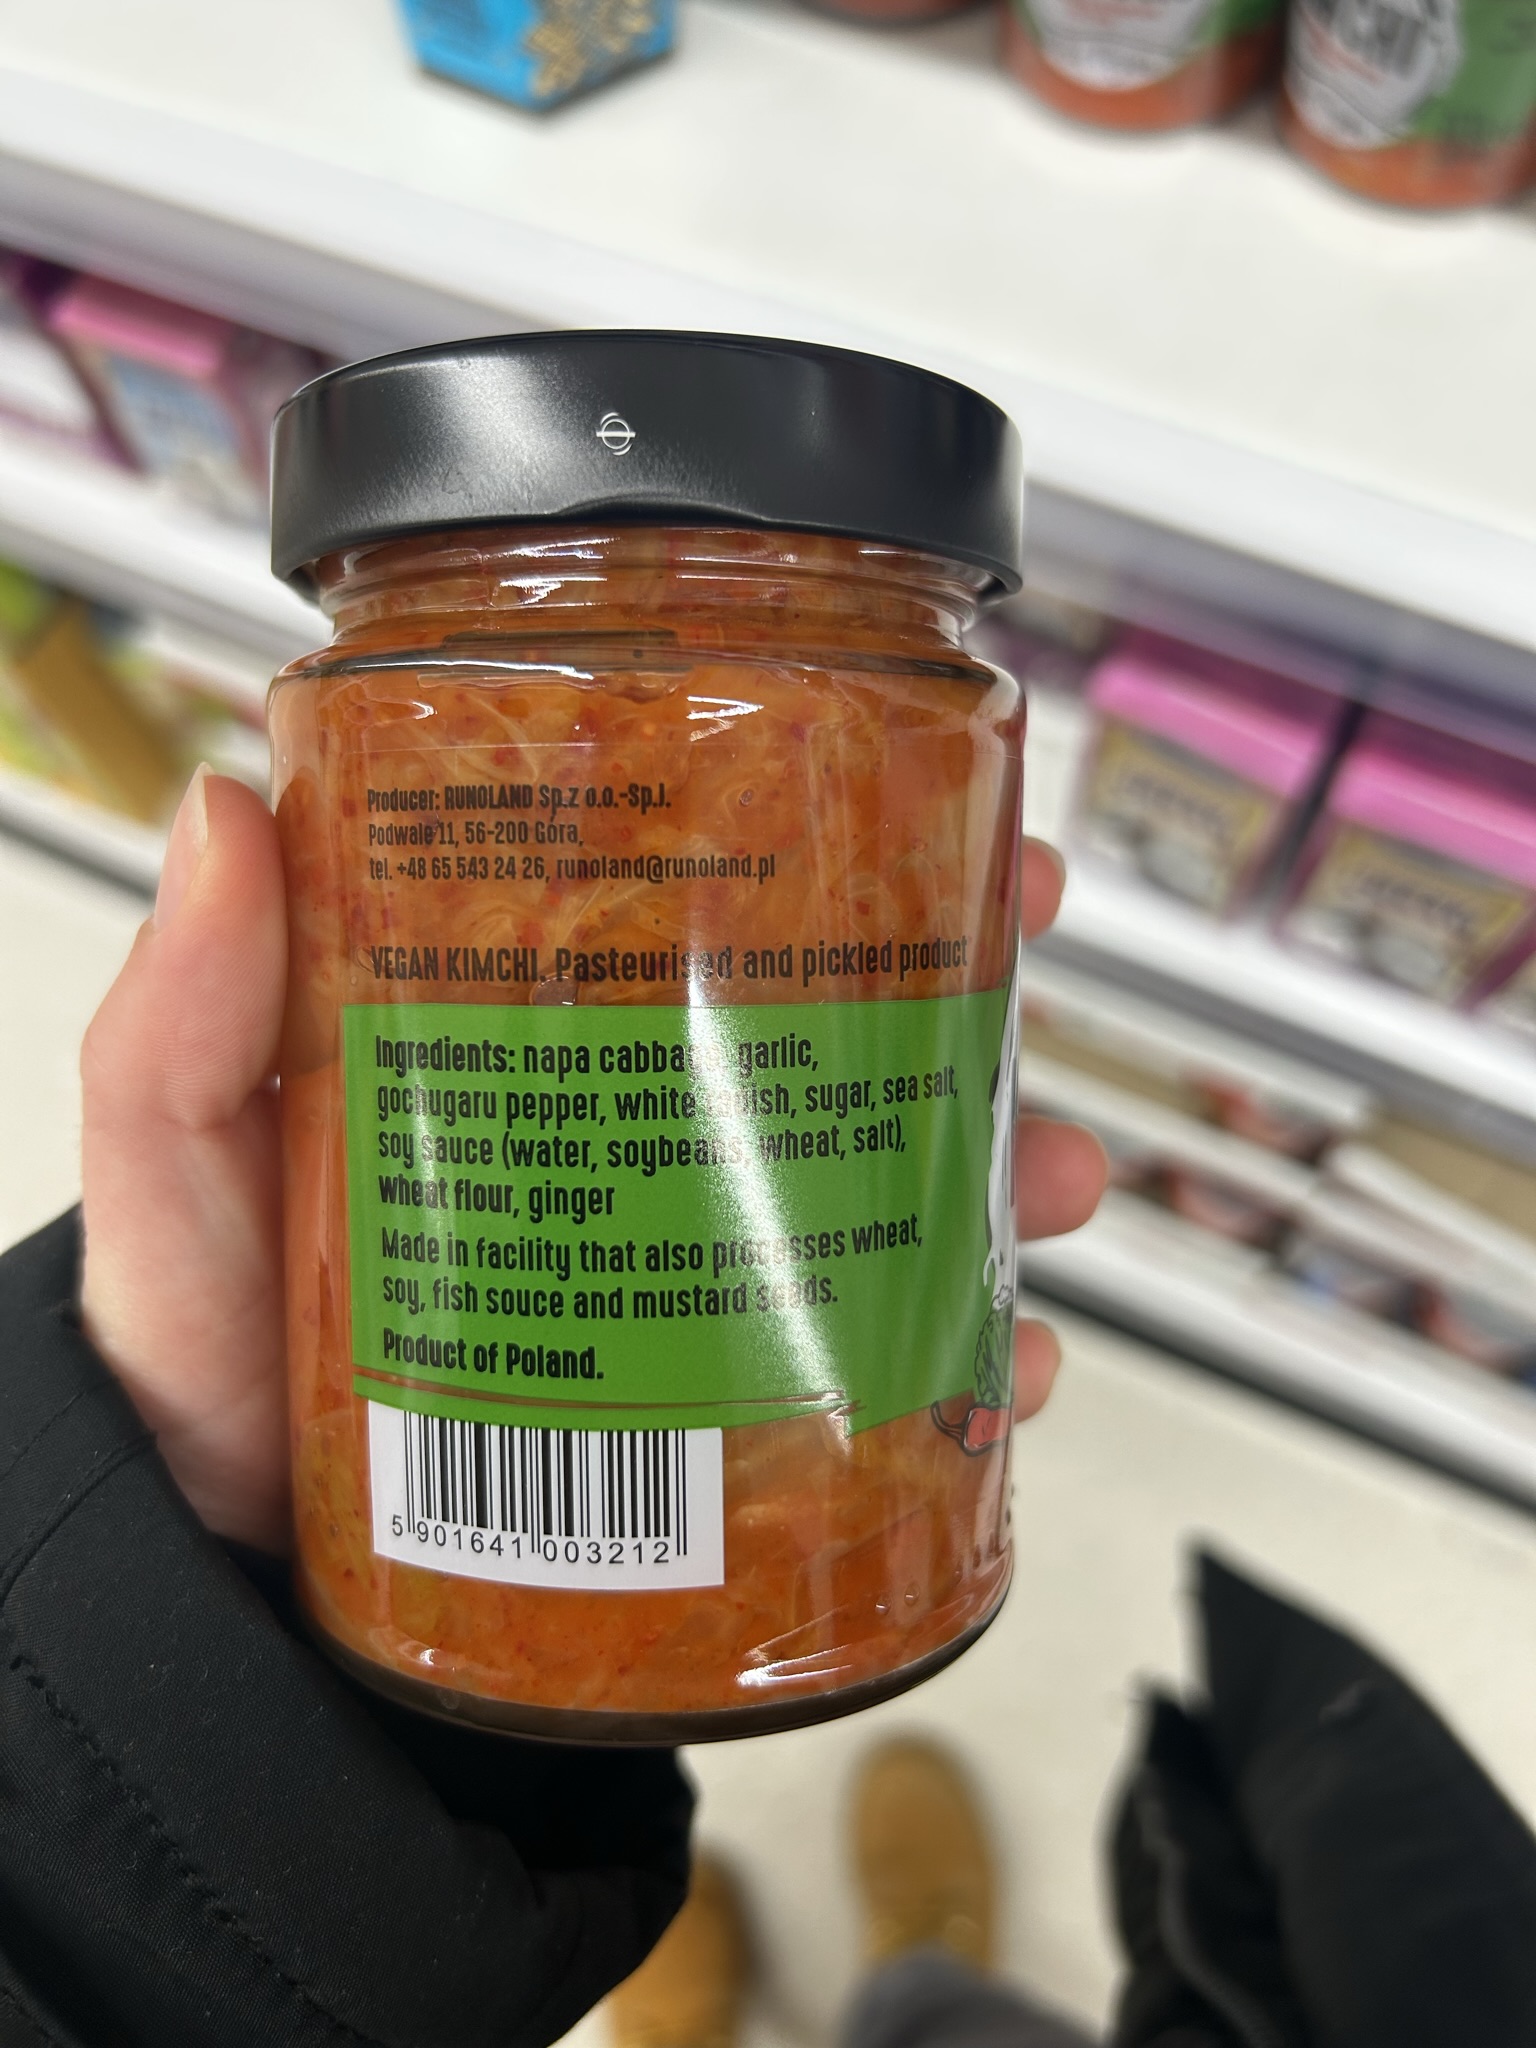 Producer: RUNOLAND Sp.z o.o.-Sp.J.
Podwale 11, 56-200 Góra,
tel. +48 65 543 24 26, runoland@runoland.pl
VEGAN KIMCHI. Pasteurised and pickled product
Ingredients: napa cabbage, garlic,
gochugaru pepper, white radish, sugar, sea salt,
soy sauce (water, soybeans, wheat, salt),
wheat flour, ginger
Made in facility that also processes wheat,
soy, fish souce and mustard seeds.
Product of Poland.
5 901641 003212